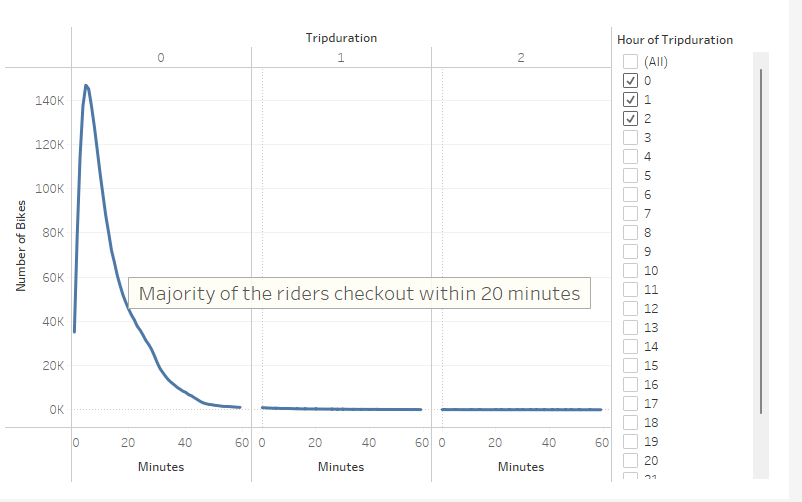 Tripduration
0 1 2
Number of Bikes
140K
120K
100K
80K
60K
40K
20K
0K
Majority of the riders checkout within 20 minutes
0 20 40 60 0 20 40 60 0 20 40 60
Minutes Minutes Minutes
Hour of Tripduration
(All)
0
1
2
3
4
5
6
7
8
9
10
11
12
13
14
15
16
17
18
19
20